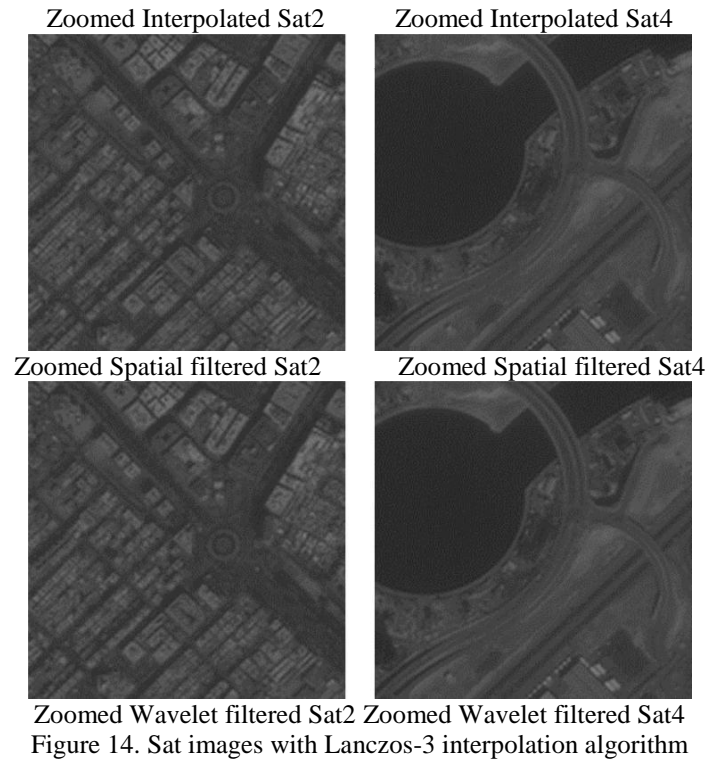 Zoomed Interpolated Sat2 Zoomed Interpolated Sat4
Zoomed Spatial filtered Sat2 Zoomed Spatial filtered Sat4
Zoomed Wavelet filtered Sat2 Zoomed Wavelet filtered Sat4
Figure 14. Sat images with Lanczos-3 interpolation algorithm